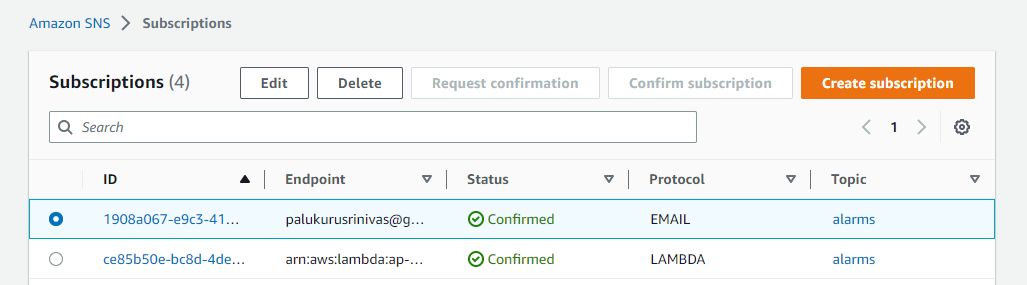 Amazon SNS > Subscriptions
Subscriptions (4) Edit Delete Request confirmation Confirm subscription Create subscription
Search 1
ID Endpoint Status Protocol Topic
1908a067-e9c3-41... palukurusrinivas@g... Confirmed EMAIL alarms
ce85b50e-bc8d-4de... arn:aws:lambda:ap-... Confirmed LAMBDA alarms